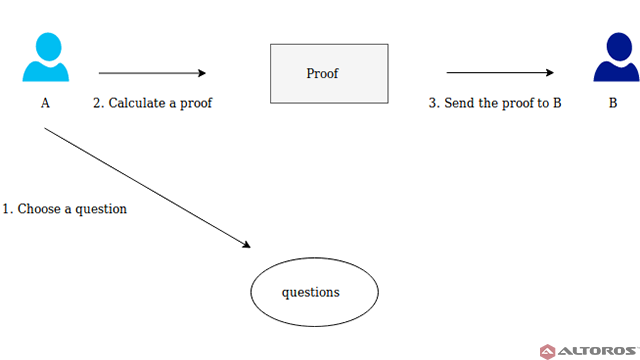 Proof
A
2. Calculate a proof
3. Send the proof to B
B
1. Choose a question
questions
ALTOROS